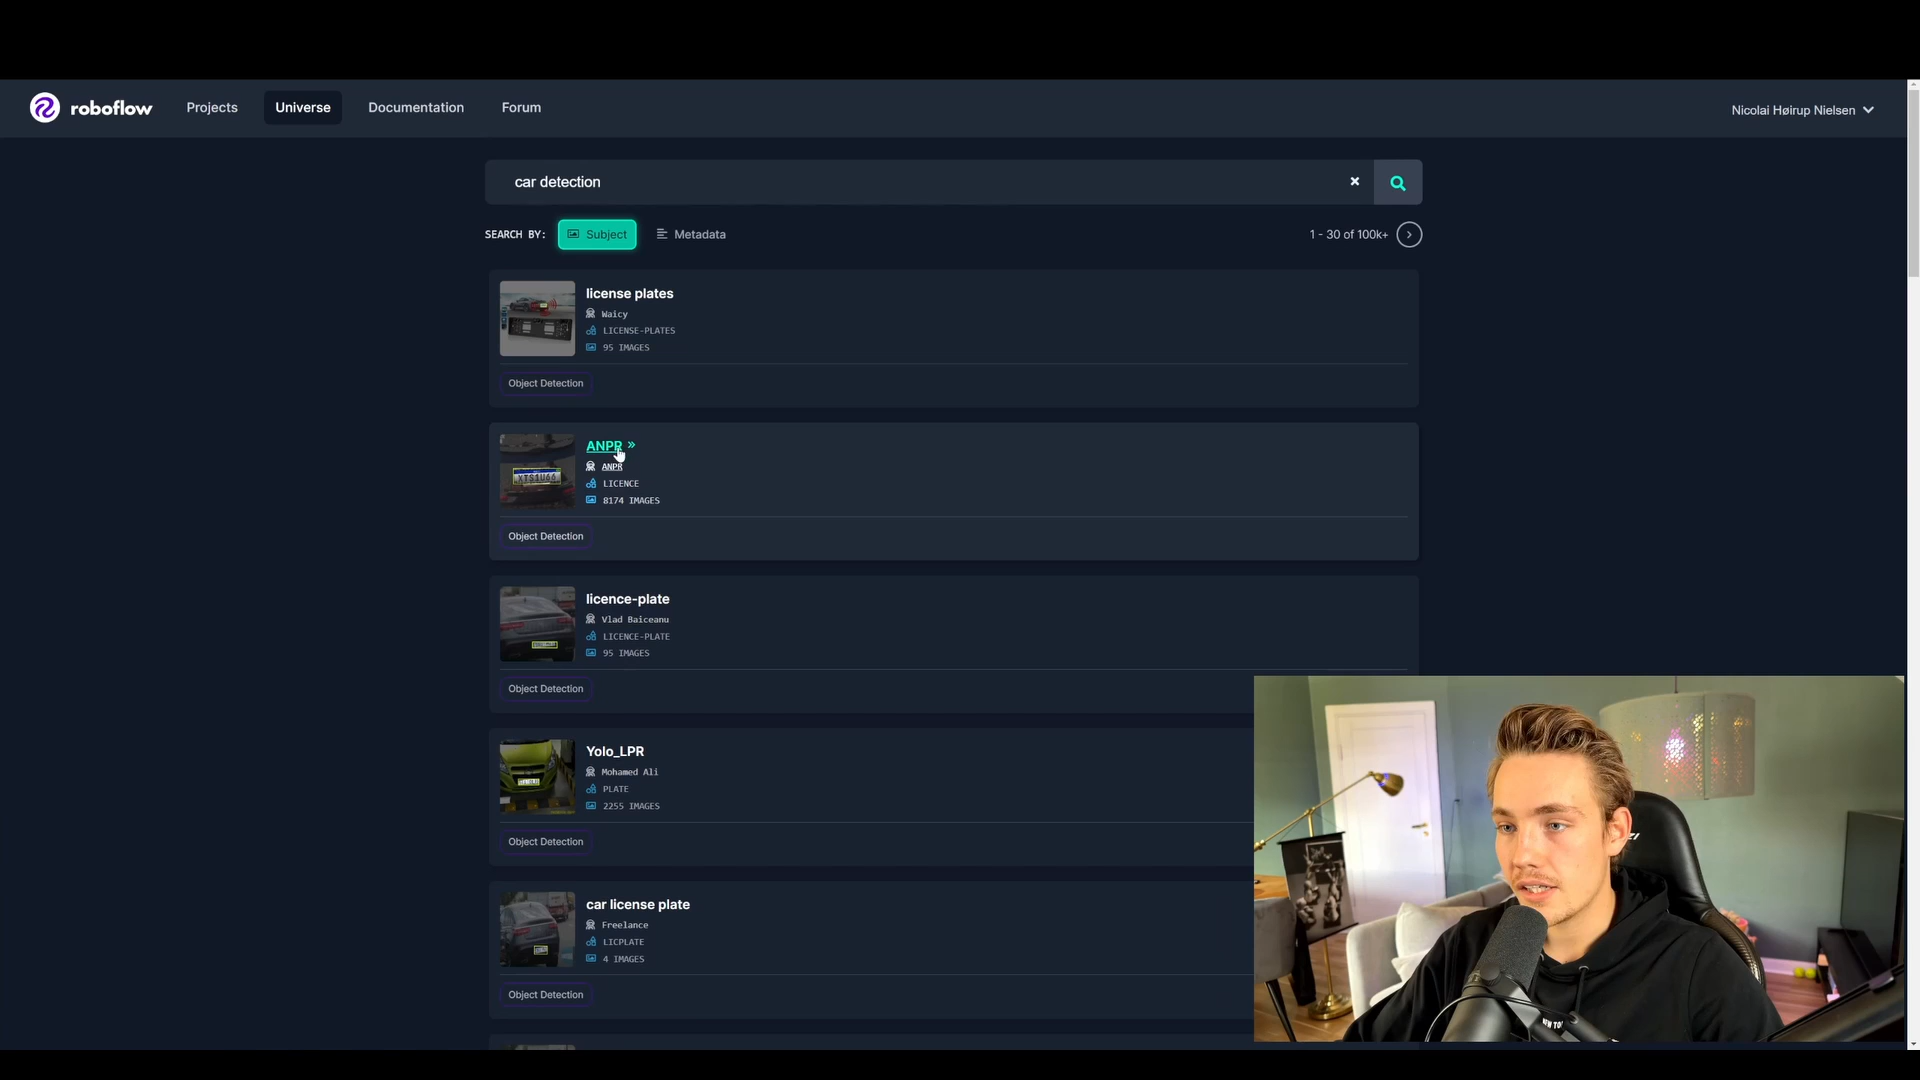 roboflow
Projects
Universe
Documentation
Forum
Nicolai Høirup Nielsen
car detection
SEARCH BY:
Subject
Metadata
1 - 30 of 100k+
license plates
Waicy
LICENSE-PLATES
95 IMAGES
Object Detection
ANPR »
ANPR
LICENCE
8174 IMAGES
XTS1U66
Object Detection
licence-plate
Vlad Baiceanu
LICENCE-PLATE
95 IMAGES
Object Detection
Yolo_LPR
Mohamed Ali
PLATE
2255 IMAGES
Object Detection
car license plate
Freelance
LICPLATE
4 IMAGES
Object Detection